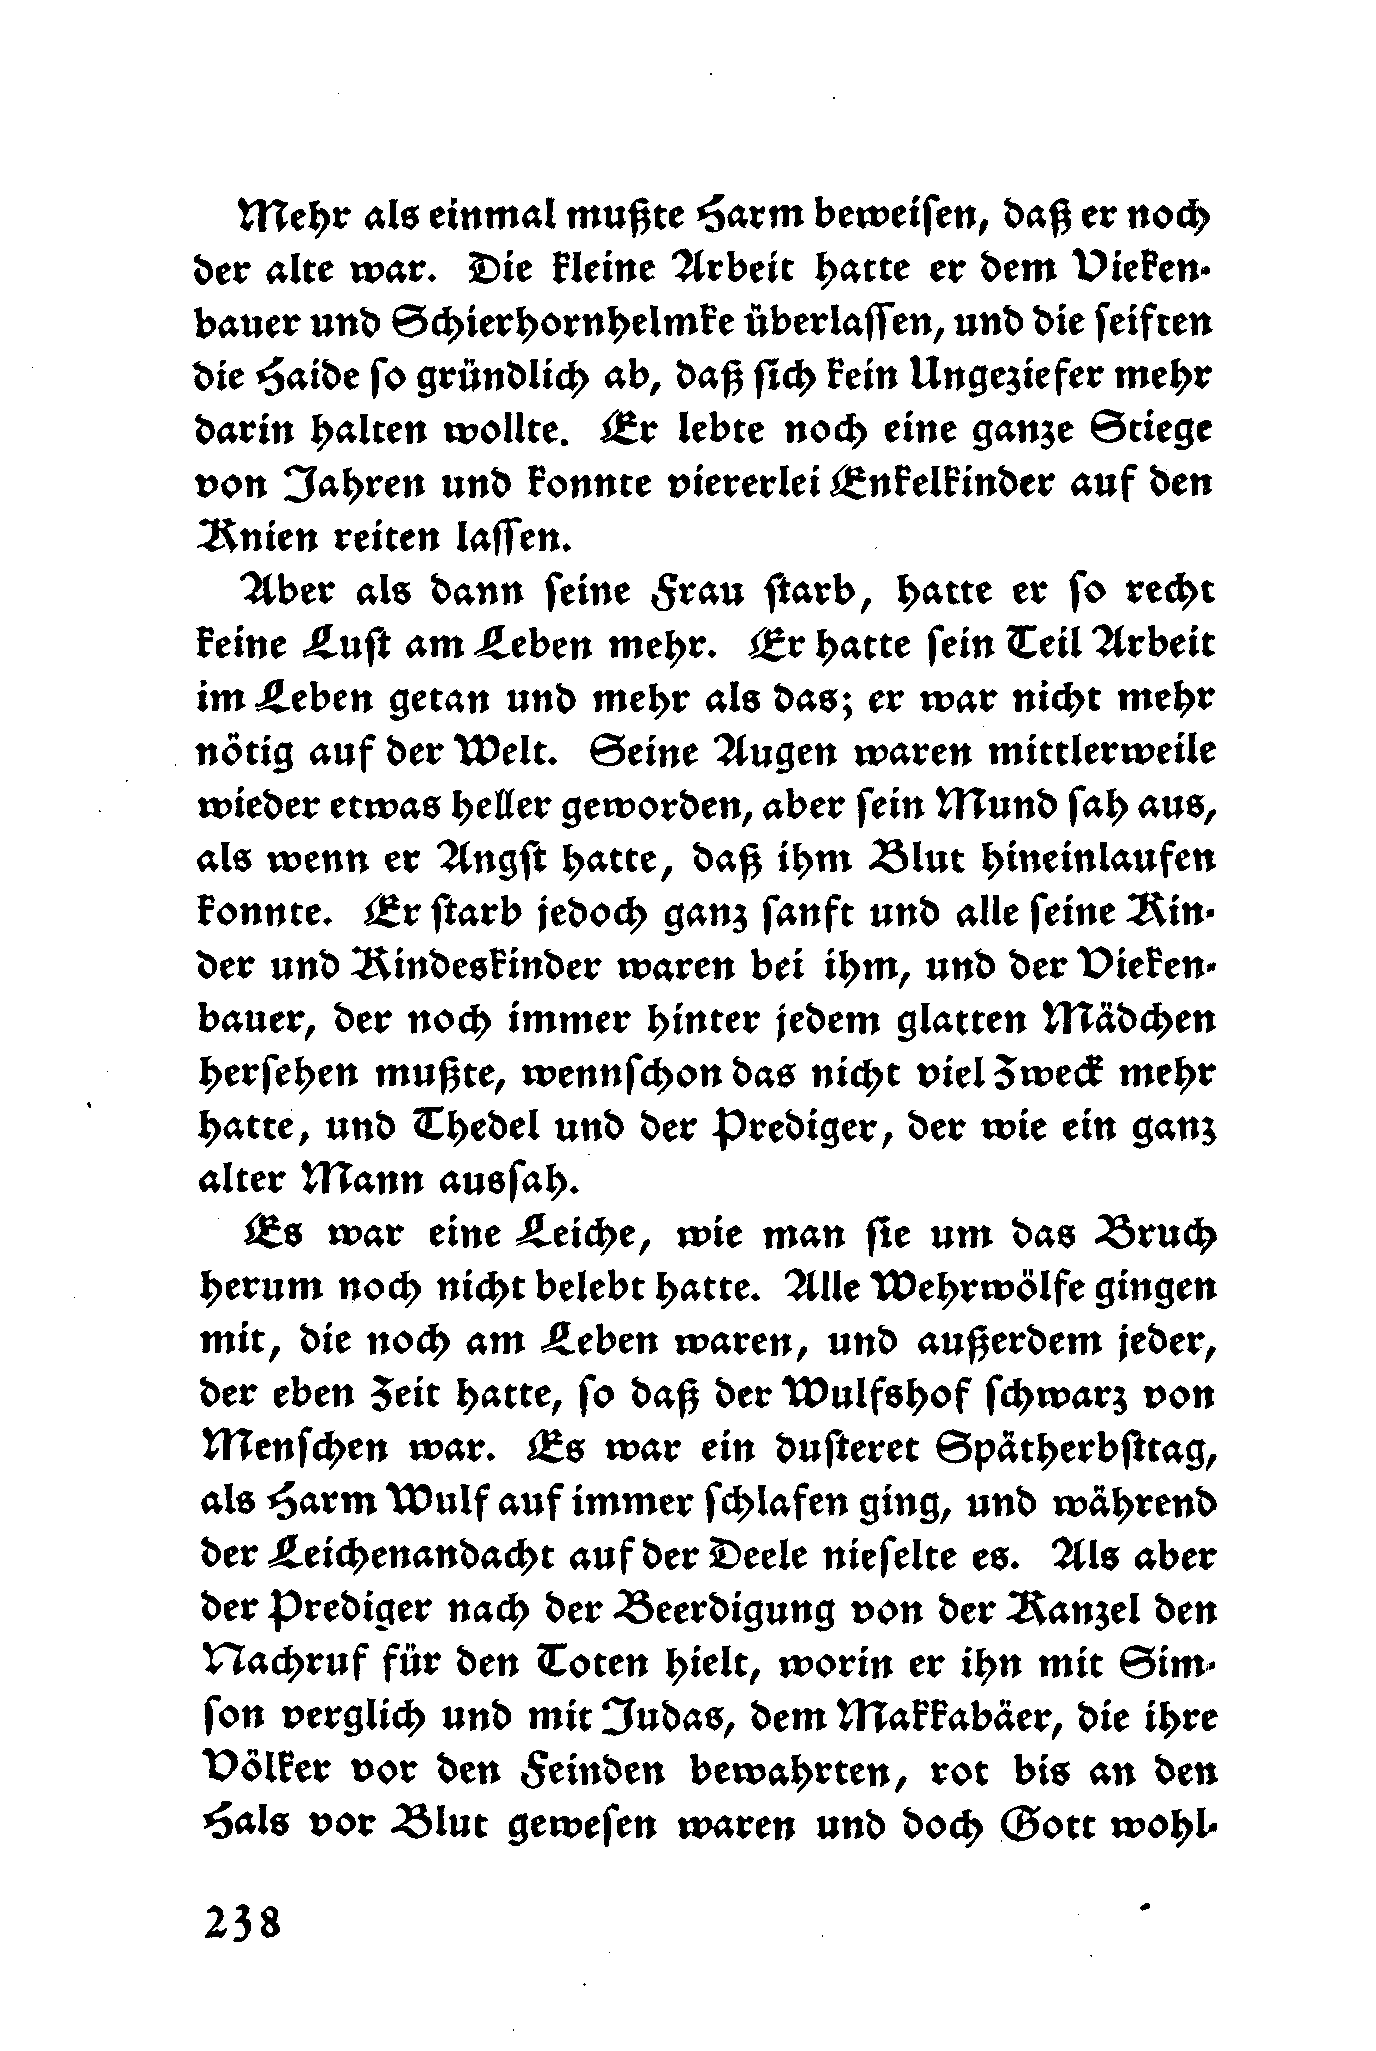 Mehr als einmal mußte Harm beweisen, daß er noch
der alte war. Die kleine Arbeit hatte er dem Vieken-
bauer und Schierhornhelmke überlassen, und die seiften
die Haide so gründlich ab, daß sich kein Ungeziefer mehr
darin halten wollte. Er lebte noch eine ganze Stiege
von Jahren und konnte viererlei Enkelkinder auf den
Knien reiten lassen.
Aber als dann seine Frau starb, hatte er so recht
keine Lust am Leben mehr. Er hatte sein Teil Arbeit
im Leben getan und mehr als das; er war nicht mehr
nötig auf der Welt. Seine Augen waren mittlerweile
wieder etwas heller geworden, aber sein Mund sah aus,
als wenn er Angst hatte, daß ihm Blut hineinlaufen
konnte. Er starb jedoch ganz sanft und alle seine Kin-
der und Kindeskinder waren bei ihm, und der Vieken-
bauer, der noch immer hinter jedem glatten Mädchen
hersehen mußte, wennschon das nicht viel Zweck mehr
hatte, und Thedel und der Prediger, der wie ein ganz
alter Mann aussah.
Es war eine Leiche, wie man sie um das Bruch
herum noch nicht belebt hatte. Alle Wehrwölfe gingen
mit, die noch am Leben waren, und außerdem jeder,
der eben Zeit hatte, so daß der Wulfshof schwarz von
Menschen war. Es war ein dusteret Spätherbsttag,
als Harm Wulf auf immer schlafen ging, und während
der Leichenandacht auf der Deele nieselte es. Als aber
der Prediger nach der Beerdigung von der Kanzel den
Nachruf für den Toten hielt, worin er ihn mit Sim-
son verglich und mit Judas, dem Makkabäer, die ihre
Völker vor den Feinden bewahrten, rot bis an den
Hals vor Blut gewesen waren und doch Gott wohl-
238